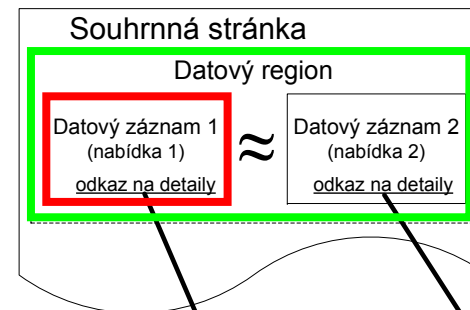 Souhrnná stránka
Datový region
Datový záznam 1
(nabídka 1)
odkaz na detaily
≈
Datový záznam 2
(nabídka 2)
odkaz na detaily